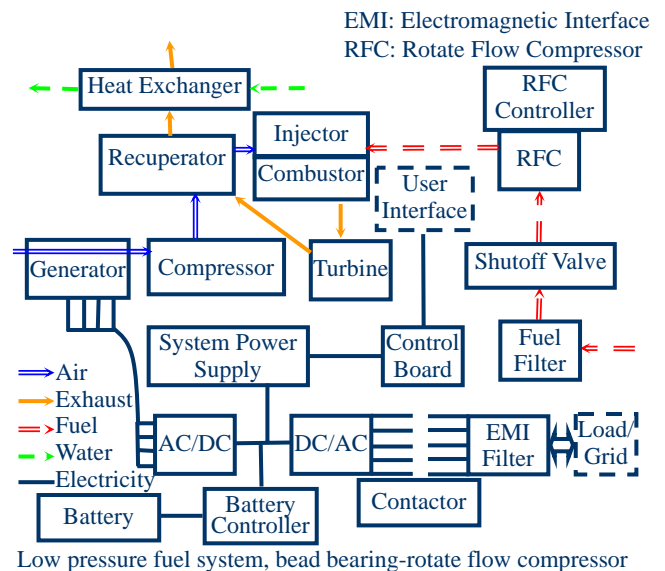 EMI: Electromagnetic Interface
RFC: Rotate Flow Compressor
Heat Exchanger
RFC
Controller
Injector
Recuperator
RFC
Combustor
User
Interface
Generator
Compressor
Turbine
Shutoff Valve
System Power
Supply
Control
Board
Fuel
Filter
Air
Exhaust
Fuel
Water
Electricity
AC/DC
DC/AC
EMI
Filter
Load/
Grid
Battery
Battery
Controller
Contactor
Low pressure fuel system, bead bearing-rotate flow compressor